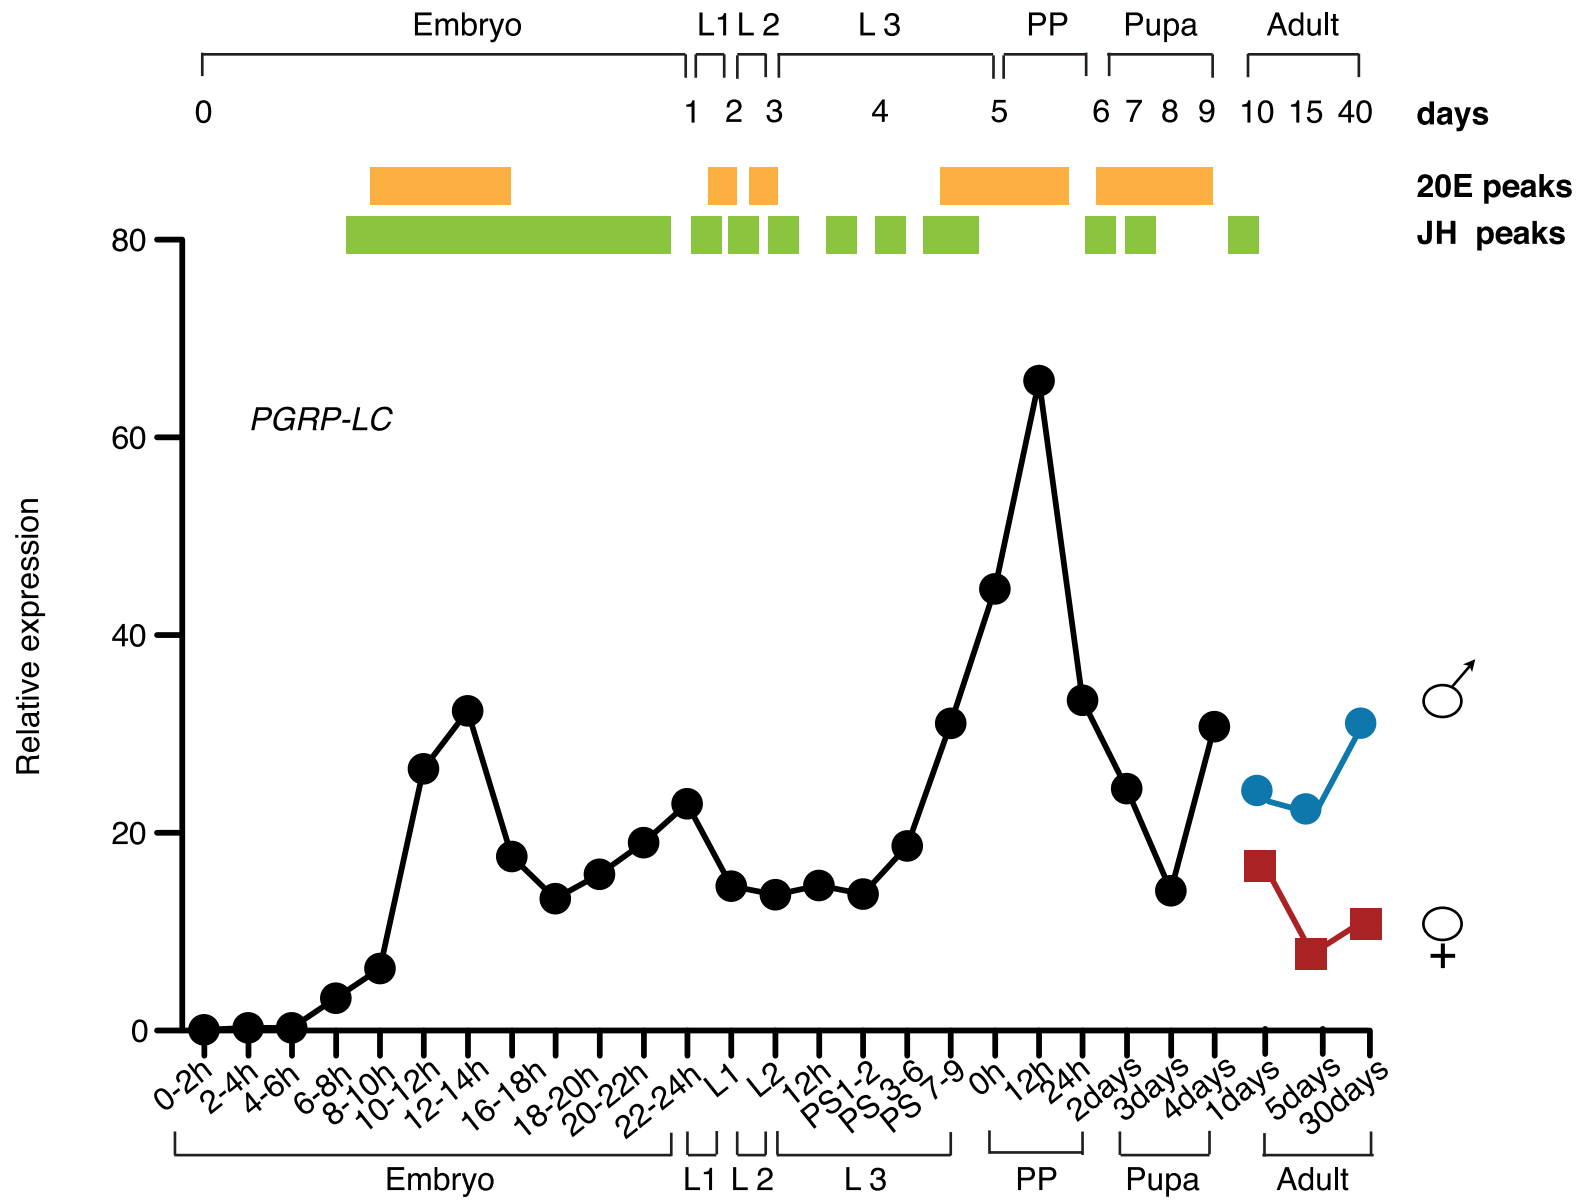 Embryo L1 L 2 L 3 PP Pupa Adult
0 1 2 3 4 5 6 7 8 9 10 15 40 days
20E peaks
JH peaks
80
60
40
20
0
PGRP-LC
Relative expression
0-2h 2-4h 4-6h 6-8h 8-10h 10-12h 12-14h 16-18h 18-20h 20-22h 22-24h L1 L2 12h PS1-2 PS 3-6 PS 7-9 0h 12h 24h 2days 3days 4days 1days 5days 30days
Embryo L1 L 2 L 3 PP Pupa Adult